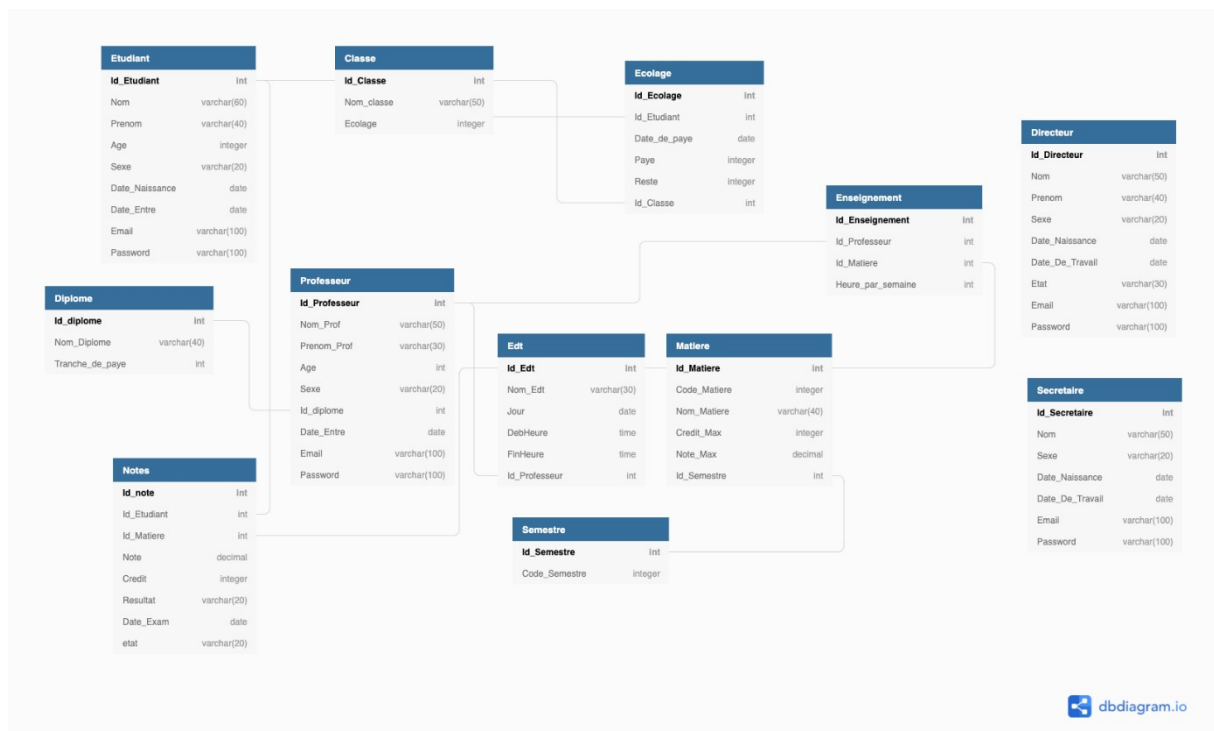 Etudiant
Id_Etudiant int
Nom varchar(60)
Prenom varchar(40)
Age integer
Sexe varchar(20)
Date_Naissance date
Date_Entre date
Email varchar(100)
Password varchar(100)
Classe
Id_Classe int
Nom_classe varchar(50)
Ecolage integer
Ecolage
Id_Ecolage int
Id_Etudiant int
Date_de_paye date
Paye integer
Reste integer
Id_Classe int
Directeur
Id_Directeur int
Nom varchar(50)
Prenom varchar(40)
Sexe varchar(20)
Date_Naissance date
Date_De_Travail date
Etat varchar(30)
Email varchar(100)
Password varchar(100)
Enseignement
Id_Enseignement int
Id_Professeur int
Id_Matiere int
Heure_par_semaine int
Diplome
Id_diplome int
Nom_Diplome varchar(40)
Tranche_de_paye int
Professeur
Id_Professeur int
Nom_Prof varchar(50)
Prenom_Prof varchar(30)
Age int
Sexe varchar(20)
Id_diplome int
Date_Entre date
Email varchar(100)
Password varchar(100)
Edt
Id_Edt int
Nom_Edt varchar(30)
Jour date
DebHeure time
FinHeure time
Id_Professeur int
Matiere
Id_Matiere int
Code_Matiere integer
Nom_Matiere varchar(40)
Credit_Max integer
Note_Max decimal
Id_Semestre int
Secretaire
Id_Secretaire int
Nom varchar(50)
Sexe varchar(20)
Date_Naissance date
Date_De_Travail date
Email varchar(100)
Password varchar(100)
Notes
Id_note int
Id_Etudiant int
Id_Matiere int
Note decimal
Credit integer
Resultat varchar(20)
Date_Exam date
etat varchar(20)
Semestre
Id_Semestre int
Code_Semestre integer
dbdiagram.io